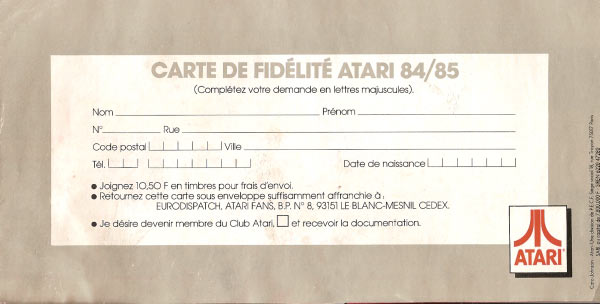 CARTE DE FIDÉLITÉ ATARI 84/85
(Complétez votre demande en lettres majuscules).
Nom Prénom
N° Rue
Code postal Ville
Tél. Date de naissance
● Joignez 10,50 F en timbres pour frais d'envoi.
● Retournez cette carte sous enveloppe suffisamment affranchie à :
EURODISPATCH, ATARI FANS, B.P. N° 8, 93151 LE BLANC-MESNIL CEDEX.
● Je désire devenir membre du Club Atari, et recevoir la documentation.
ATARI